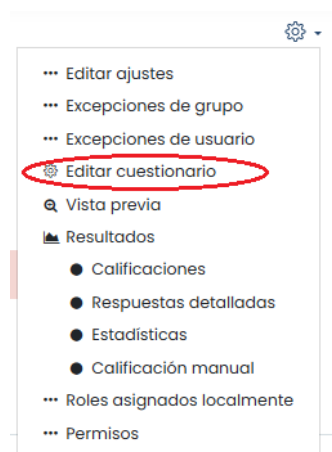 Editar ajustes
Excepciones de grupo
Excepciones de usuario
Editar cuestionario
Vista previa
Resultados
Calificaciones
Respuestas detalladas
Estadísticas
Calificación manual
Roles asignados localmente
Permisos